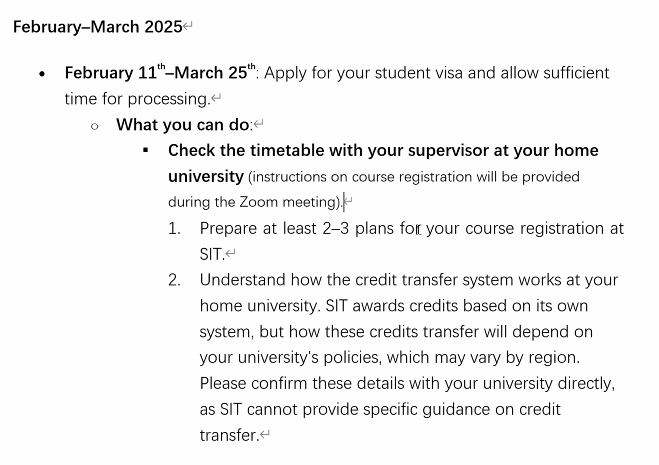 February–March 2025↵
• February 11th–March 25th: Apply for your student visa and allow sufficient
time for processing.↵
○ What you can do:↵
▪ Check the timetable with your supervisor at your home
university (instructions on course registration will be provided
during the Zoom meeting).↵
1. Prepare at least 2–3 plans for your course registration at
SIT.↵
2. Understand how the credit transfer system works at your
home university. SIT awards credits based on its own
system, but how these credits transfer will depend on
your university's policies, which may vary by region.
Please confirm these details with your university directly,
as SIT cannot provide specific guidance on credit
transfer.↵